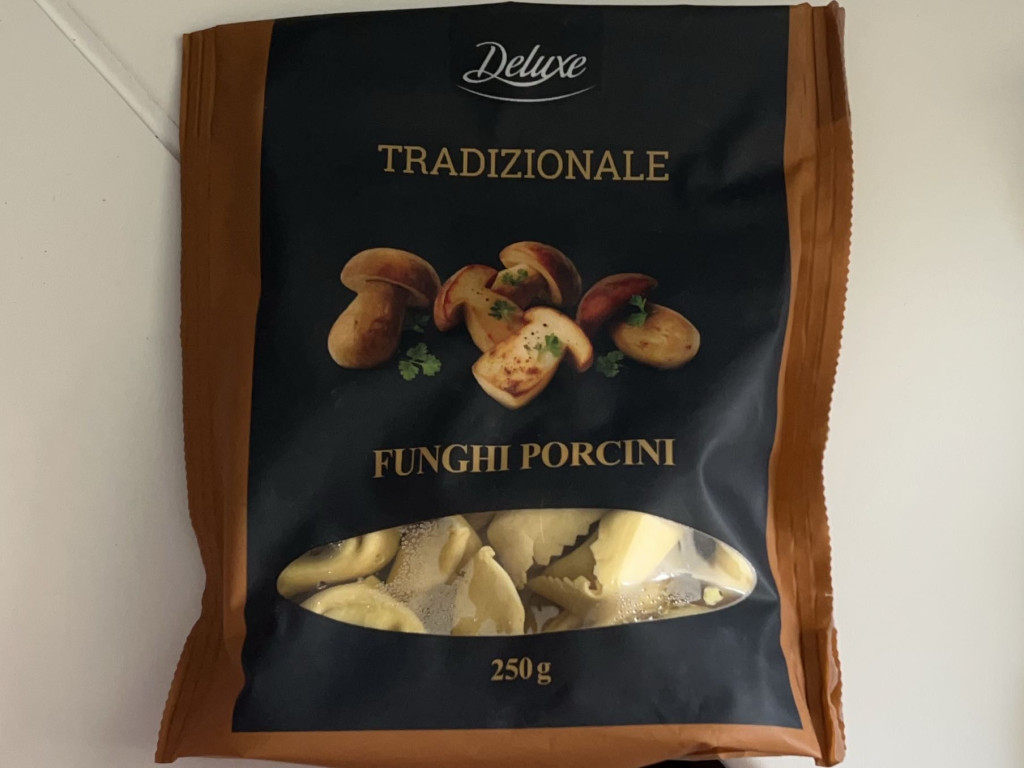 Deluxe
TRADIZIONALE
FUNGHI PORCINI
250 g